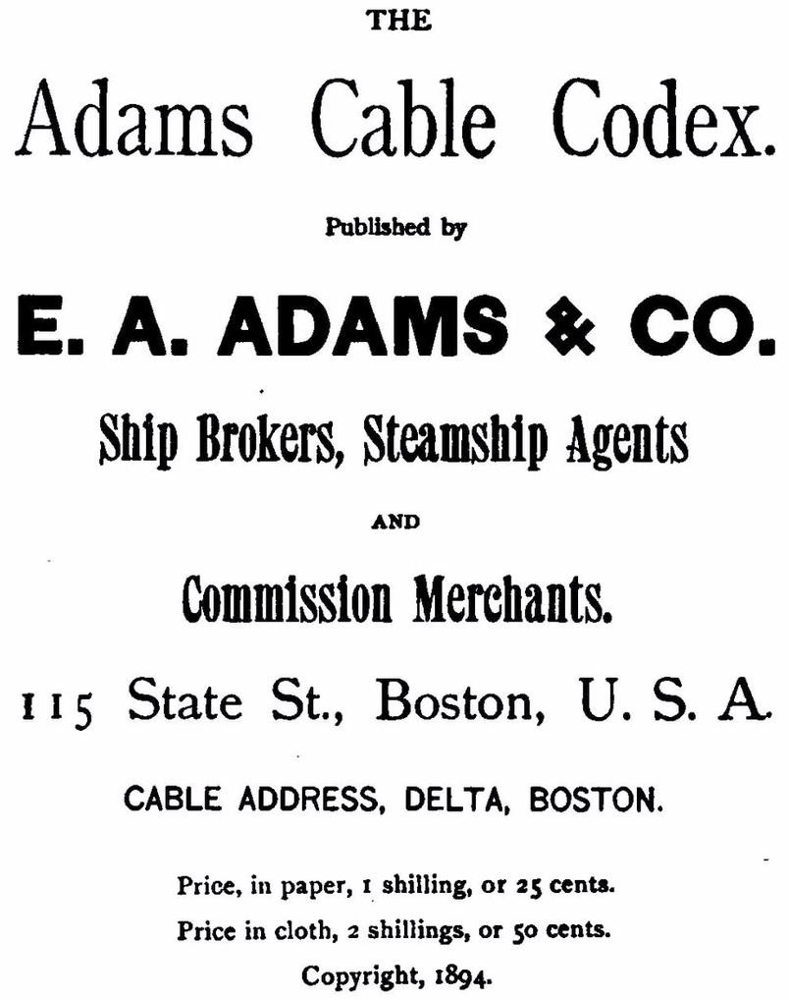 THE
Adams Cable Codex.
Published by
E. A. ADAMS & CO.
Ship Brokers, Steamship Agents
AND
Commission Merchants.
115 State St., Boston, U. S. A.
CABLE ADDRESS, DELTA, BOSTON.
Price, in paper, 1 shilling, or 25 cents.
Price in cloth, 2 shillings, or 50 cents.
Copyright, 1894.